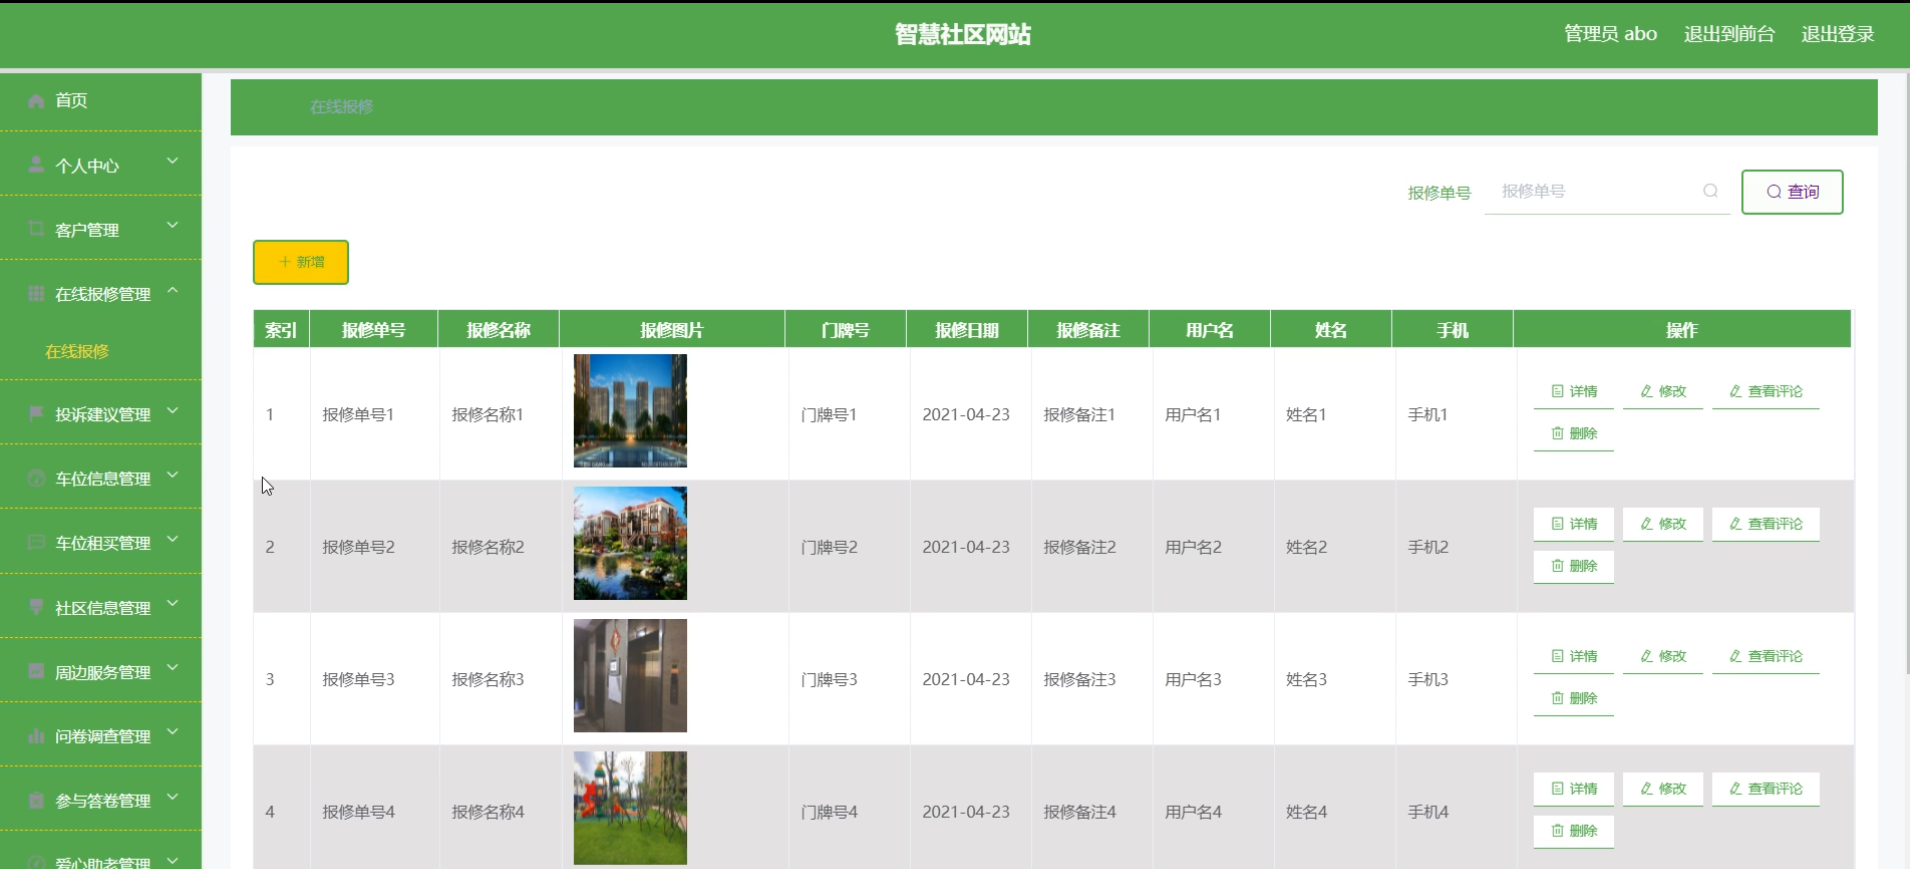 智慧社区网站
管理员 abo 退出到前台 退出登录
首页
个人中心
客户管理
在线报修管理
在线报修
投诉建议管理
车位信息管理
车位租买管理
社区信息管理
周边服务管理
问卷调查管理
参与答卷管理
爱心助老管理
在线报修
报修单号 报修单号 查询
新增
索引 报修单号 报修名称 报修图片 门牌号 报修日期 报修备注 用户名 姓名 手机 操作
1 报修单号1 报修名称1 门牌号1 2021-04-23 报修备注1 用户名1 姓名1 手机1 详情 修改 查看评论
删除
2 报修单号2 报修名称2 门牌号2 2021-04-23 报修备注2 用户名2 姓名2 手机2 详情 修改 查看评论
删除
3 报修单号3 报修名称3 门牌号3 2021-04-23 报修备注3 用户名3 姓名3 手机3 详情 修改 查看评论
删除
4 报修单号4 报修名称4 门牌号4 2021-04-23 报修备注4 用户名4 姓名4 手机4 详情 修改 查看评论
删除